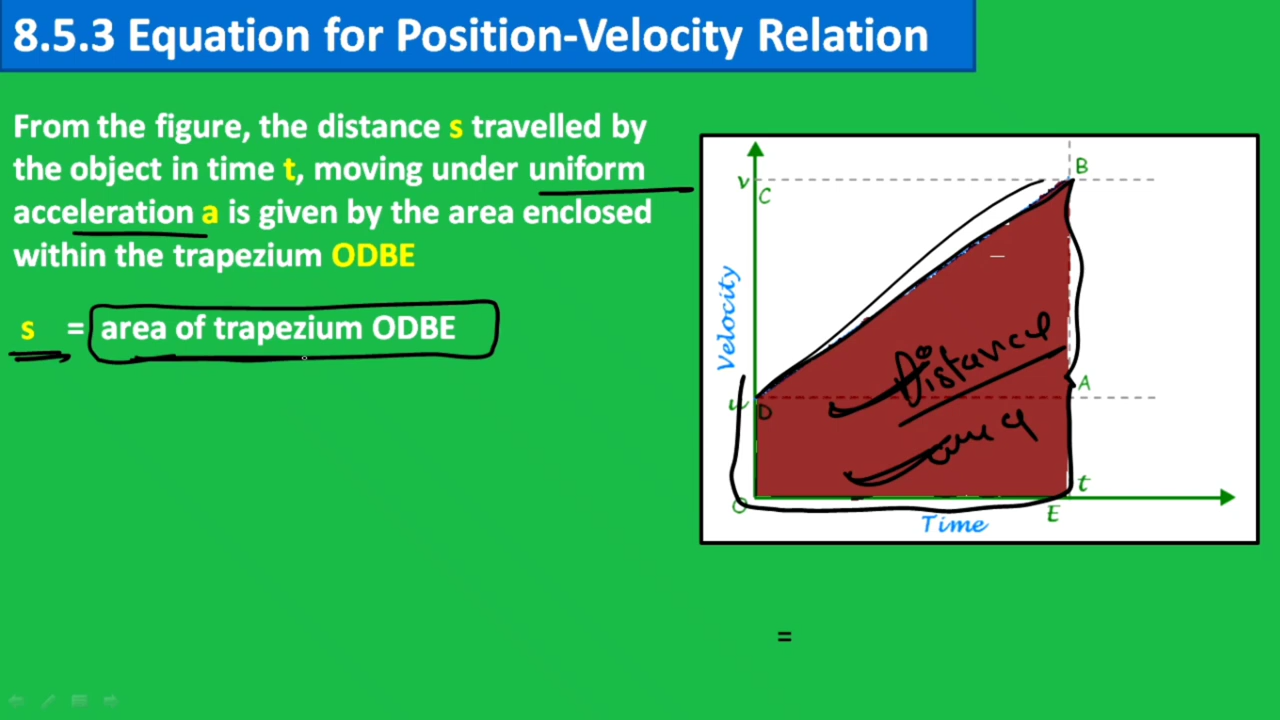 8.5.3 Equation for Position-Velocity Relation
From the figure, the distance s travelled by
the object in time t, moving under uniform
acceleration a is given by the area enclosed
within the trapezium ODBE
s = area of trapezium ODBE
v
C
B
Velocity
Distance
A
u
D
t
O
E
Time
=